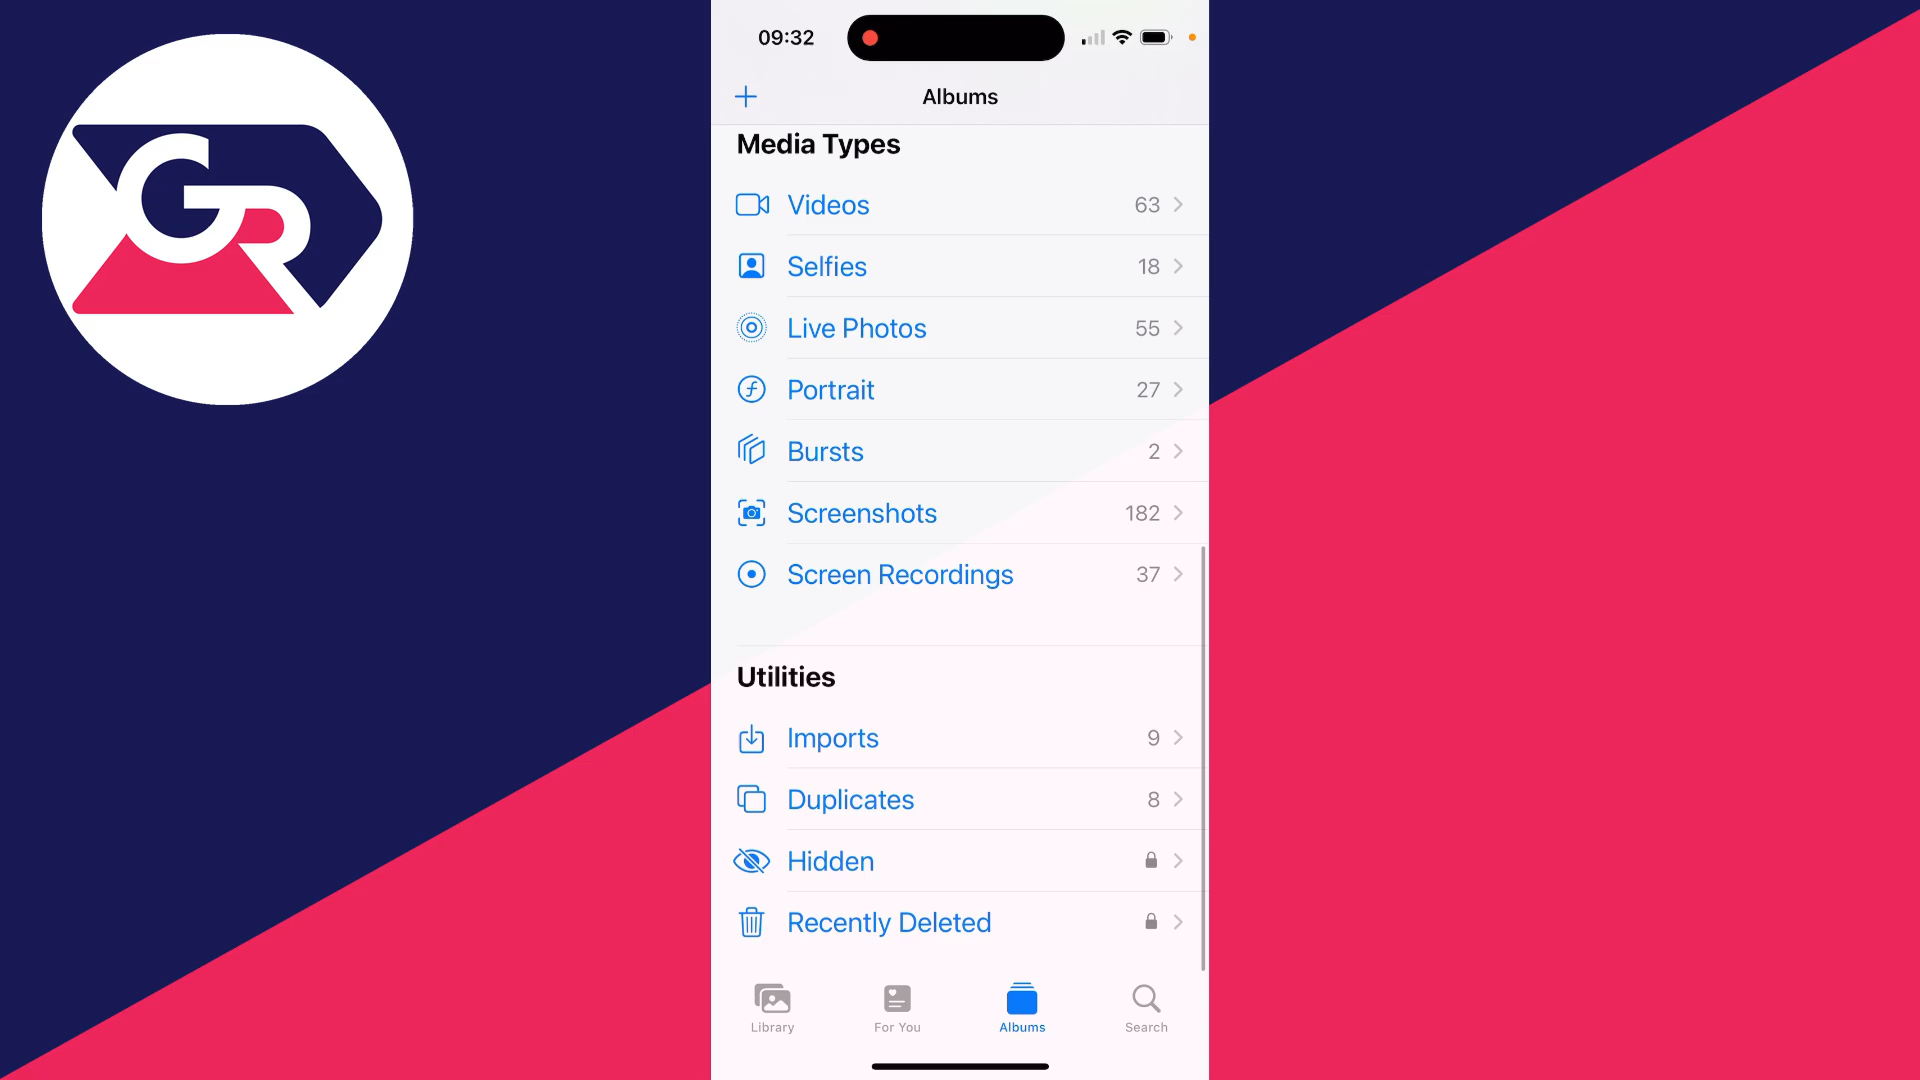 GR
09:32
Albums
Media Types
Videos 63
Selfies 18
Live Photos 55
Portrait 27
Bursts 2
Screenshots 182
Screen Recordings 37
Utilities
Imports 9
Duplicates 8
Hidden
Recently Deleted
Library For You Albums Search